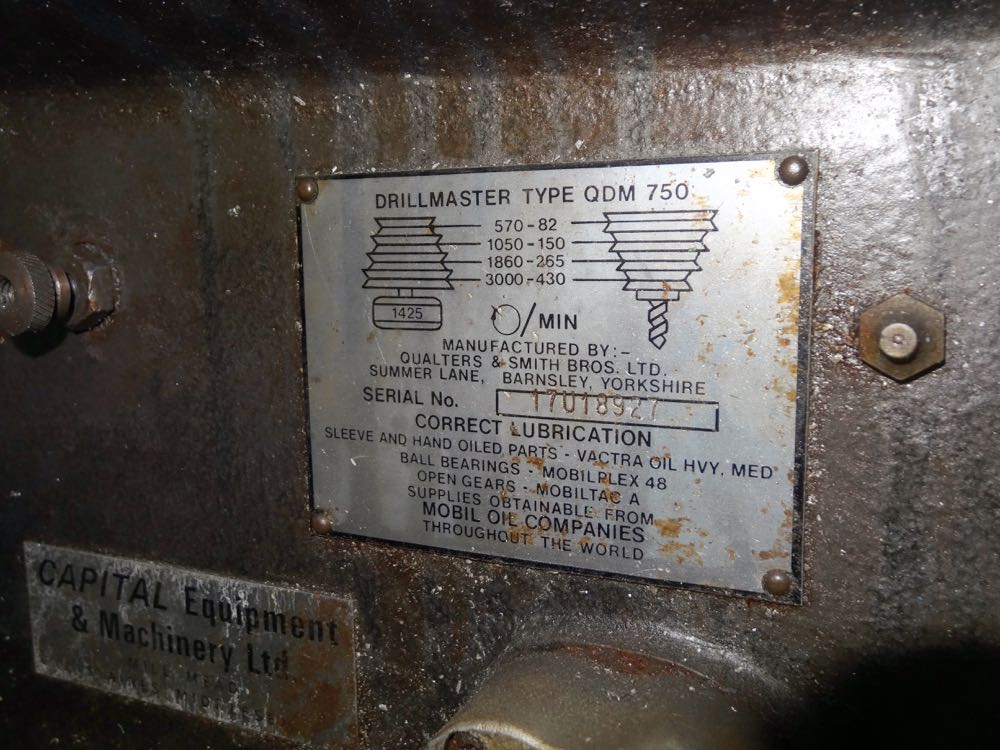 DRILLMASTER TYPE QDM 750
570-82
1050-150
1860-265
3000-430
1425
/MIN
MANUFACTURED BY:-
QUALTERS & SMITH BROS. LTD.
SUMMER LANE, BARNSLEY, YORKSHIRE
SERIAL No. 17018927
CORRECT LUBRICATION
SLEEVE AND HAND OILED PARTS - VACTRA OIL HVY. MED
BALL BEARINGS - MOBILPLEX 48
OPEN GEARS - MOBILTAC A
SUPPLIES OBTAINABLE FROM
MOBIL OIL COMPANIES
THROUGHOUT THE WORLD
CAPITAL Equipment
& Machinery Ltd.
MILE MEAD